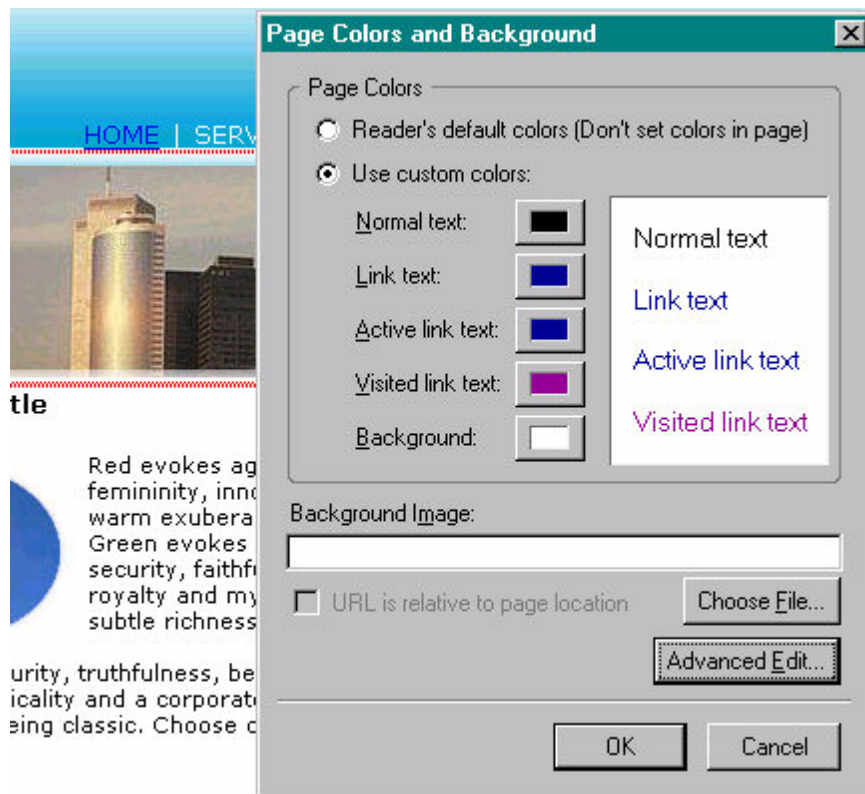 Page Colors and Background
Page Colors
Reader's default colors (Don't set colors in page)
Use custom colors:
Normal text:
Link text:
Active link text:
Visited link text:
Background:
Normal text
Link text
Active link text
Visited link text
Background Image:
URL is relative to page location
Choose File...
Advanced Edit...
OK
Cancel
HOME | SERV
tle
Red evokes ag
femininity, inno
warm exubera
Green evokes
security, faithfu
royalty and my
subtle richness
urity, truthfulness, be
icality and a corporat
eing classic. Choose c